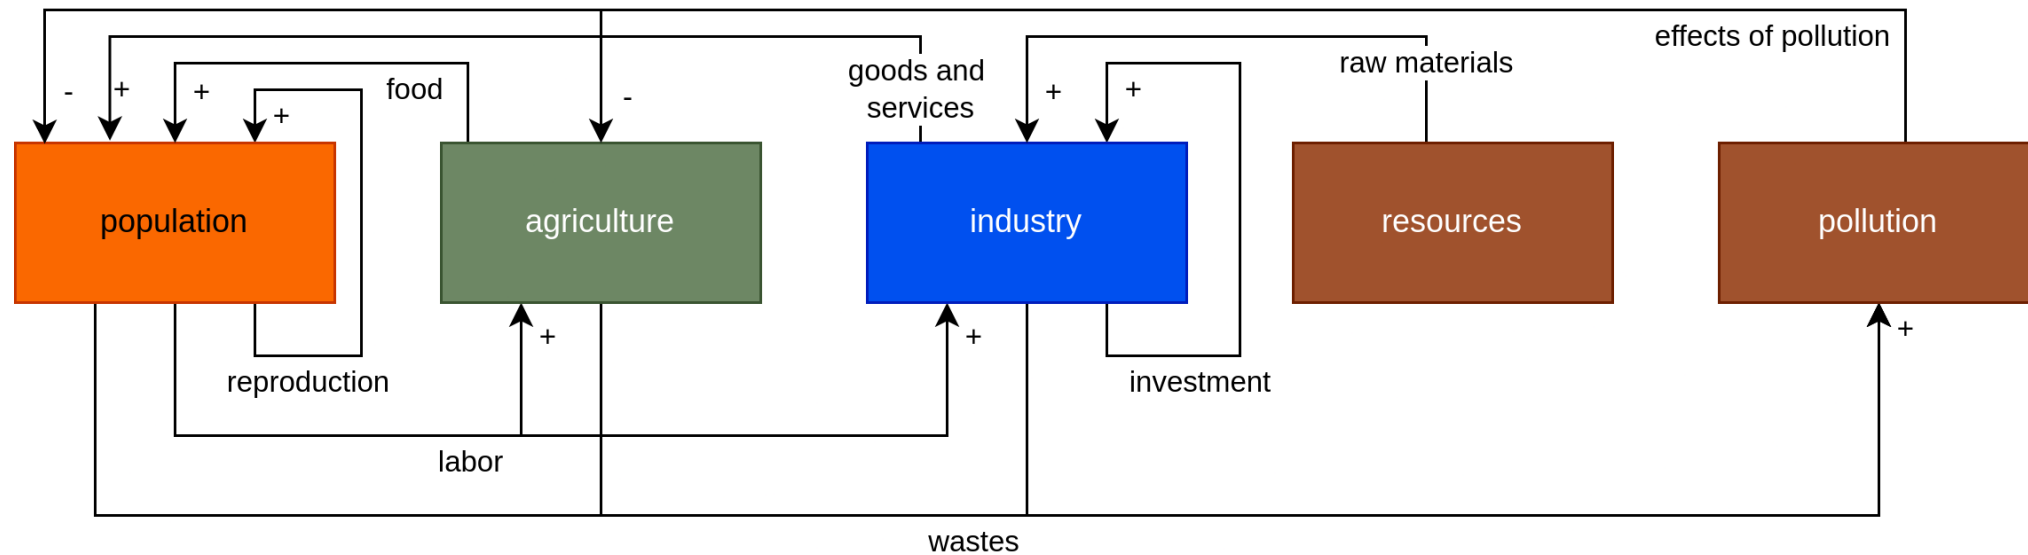 effects of pollution
goods and
services
raw materials
food
-
+
+
+
-
+
+
population
agriculture
industry
resources
pollution
+
+
+
reproduction
investment
labor
wastes